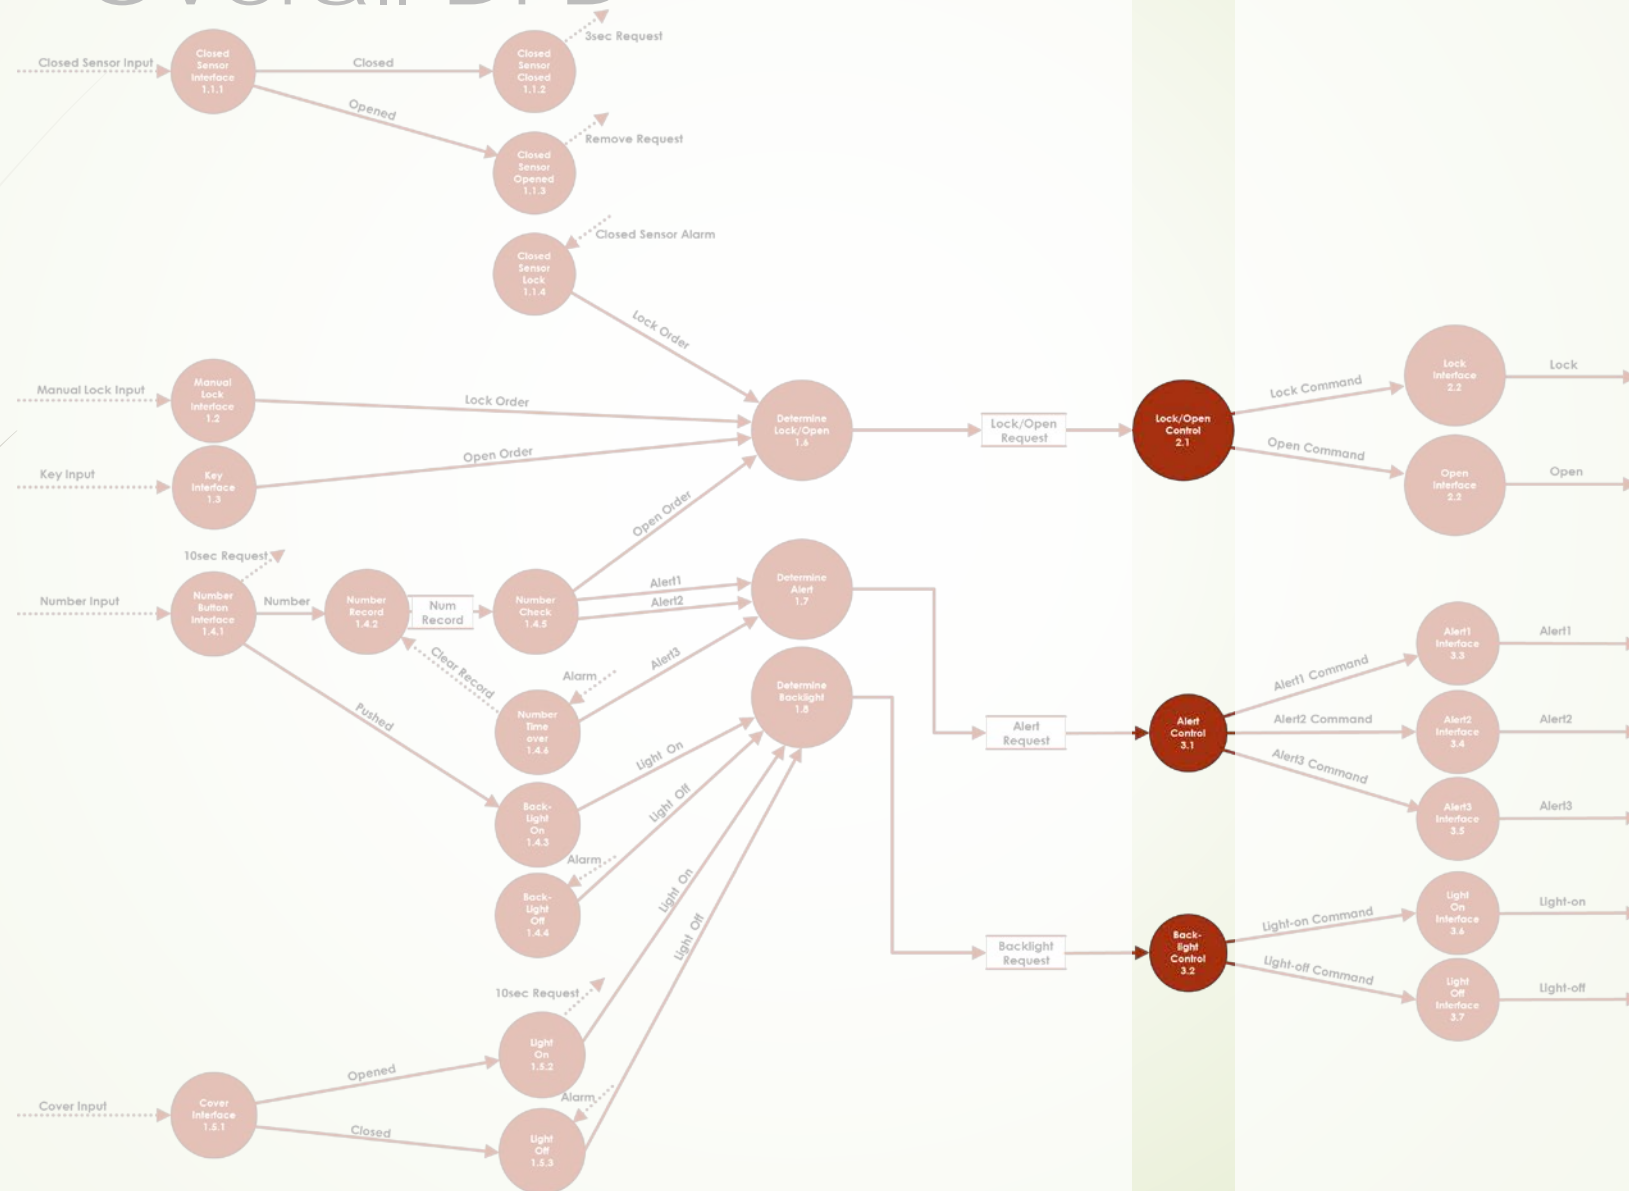 Overall DFD
3sec Request
Closed Sensor Input
Closed
Sensor
Interface
1.1.1
Closed
Closed
Sensor
Closed
1.1.2
Opened
Remove Request
Closed
Sensor
Opened
1.1.3
Closed Sensor Alarm
Closed
Sensor
Lock
1.1.4
Lock Order
Manual Lock Input
Manual
Lock
Interface
1.2
Lock Order
Key Input
Key
Interface
1.3
Open Order
Determine
Lock/Open
1.6
Lock/Open
Request
Lock/Open
Control
2.1
Lock Command
Lock
Interface
2.2
Lock
Open Command
Open
Interface
2.2
Open
Open Order
10sec Request
Number Input
Number
Button
Interface
1.4.1
Number
Number
Record
1.4.2
Num
Record
Number
Check
1.4.5
Alert1
Alert2
Determine
Alert
1.7
Clear Record
Alarm
Alert3
Number
Time
over
1.4.6
Pushed
Determine
Backlight
1.8
Light On
Back-
Light
On
1.4.3
Light Off
Alarm
Back-
Light
Off
1.4.4
Light On
Light Off
Alert
Request
Alert
Control
3.1
Alert1 Command
Alert1
Interface
3.3
Alert1
Alert2 Command
Alert2
Interface
3.4
Alert2
Alert3 Command
Alert3
Interface
3.5
Alert3
Backlight
Request
Back-
light
Control
3.2
Light-on Command
Light
On
Interface
3.6
Light-on
Light-off Command
Light
Off
Interface
3.7
Light-off
10sec Request
Light
On
1.5.2
Opened
Cover Input
Cover
Interface
1.5.1
Closed
Alarm
Light
Off
1.5.3